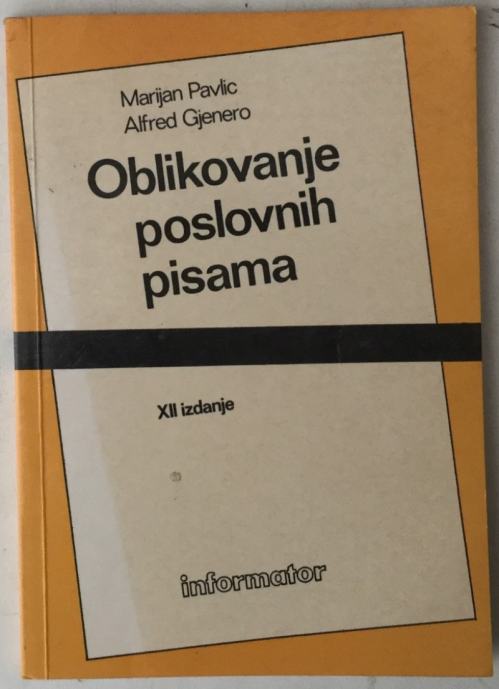 Marijan Pavlic
Alfred Gjenero
Oblikovanje
poslovnih
pisama
XII izdanje
informator